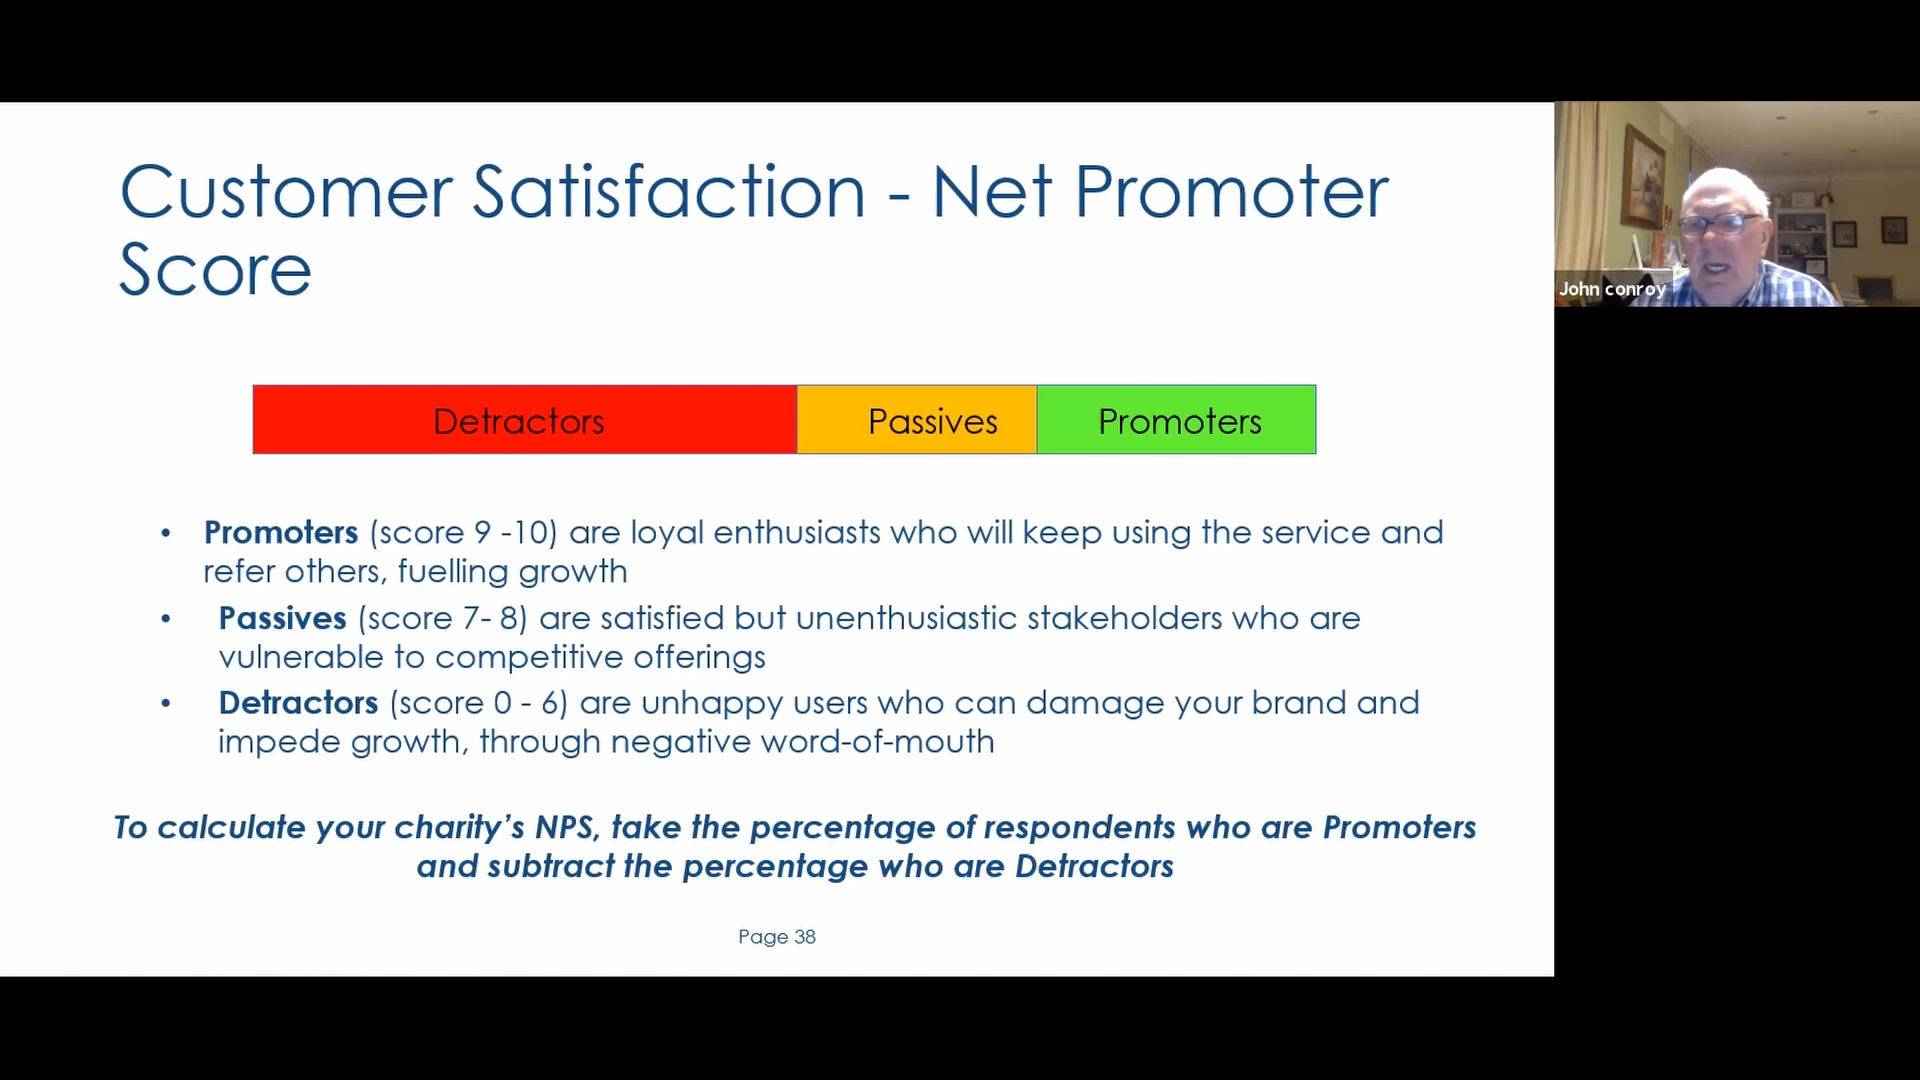 Customer Satisfaction - Net Promoter
Score
Detractors
Passives
Promoters
• Promoters (score 9 -10) are loyal enthusiasts who will keep using the service and
refer others, fuelling growth
• Passives (score 7- 8) are satisfied but unenthusiastic stakeholders who are
vulnerable to competitive offerings
• Detractors (score 0 - 6) are unhappy users who can damage your brand and
impede growth, through negative word-of-mouth
To calculate your charity’s NPS, take the percentage of respondents who are Promoters
and subtract the percentage who are Detractors
Page 38
John conroy